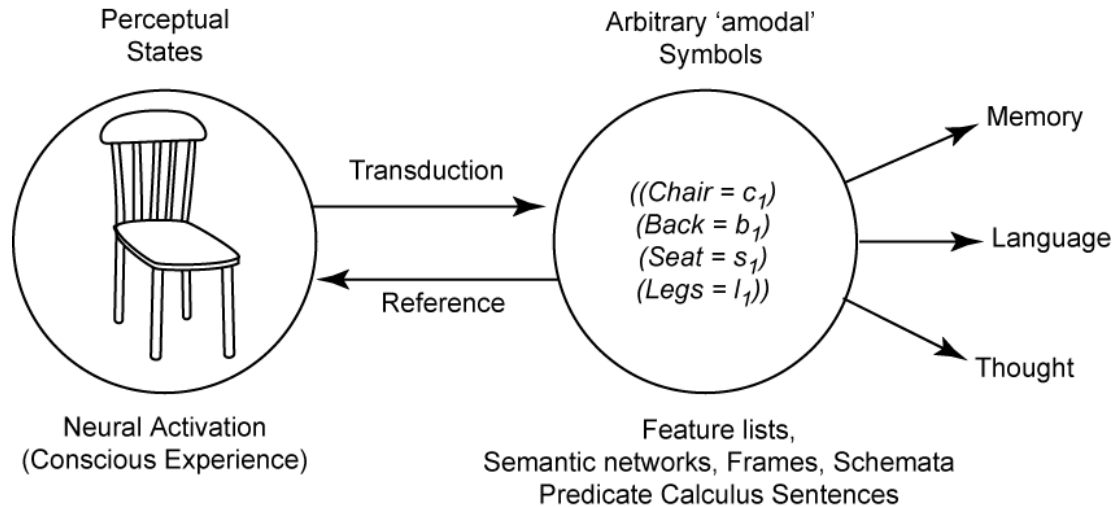 Perceptual
States
Arbitrary ‘amodal’
Symbols
Transduction
Reference
((Chair = c1)
(Back = b1)
(Seat = s1)
(Legs = l1))
Memory
Language
Thought
Neural Activation
(Conscious Experience)
Feature lists,
Semantic networks, Frames, Schemata
Predicate Calculus Sentences